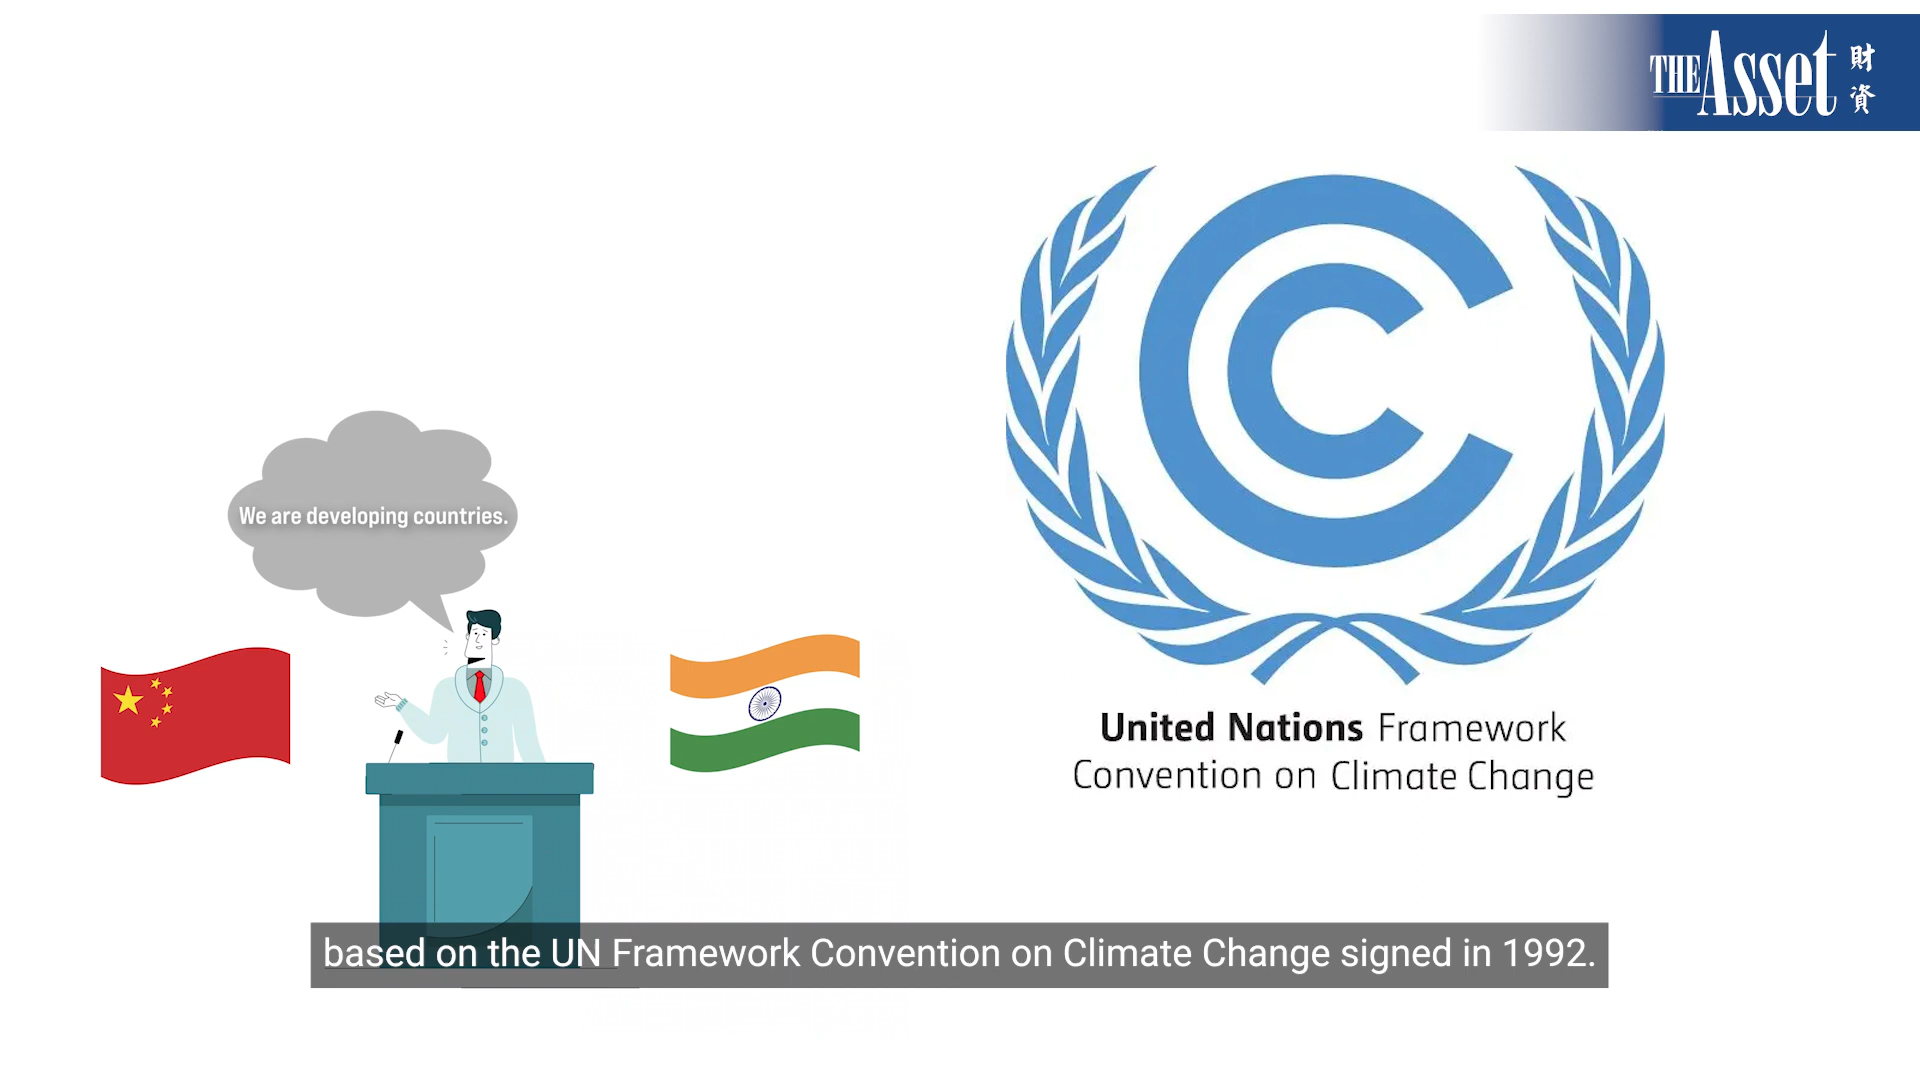 THE Asset 財資
We are developing countries.
United Nations Framework
Convention on Climate Change
based on the UN Framework Convention on Climate Change signed in 1992.